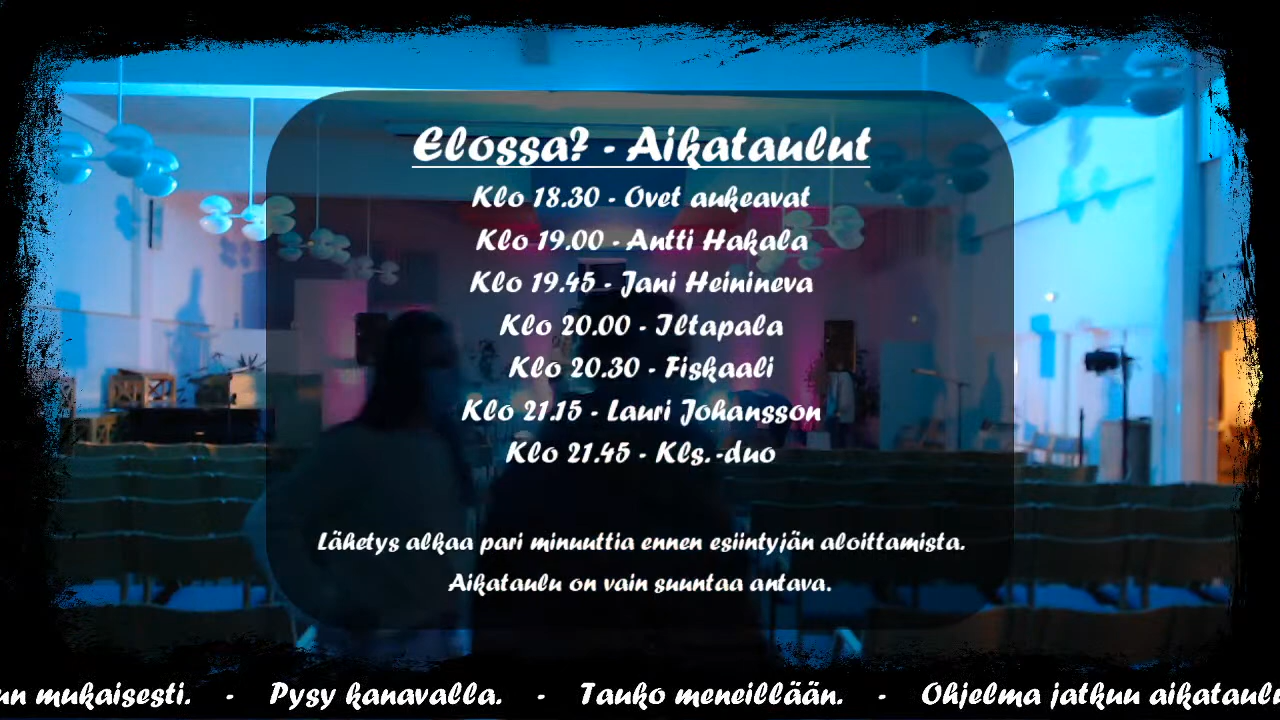 Elossa? - Aikataulut
Klo 18.30 - Ovet aukeavat
Klo 19.00 - Antti Hakala
Klo 19.45 - Jani Heinineva
Klo 20.00 - Iltapala
Klo 20.30 - Fiskaali
Klo 21.15 - Lauri Johansson
Klo 21.45 - Kls.-duo
Lähetys alkaa pari minuuttia ennen esiintyjän aloittamista.
Aikataulu on vain suuntaa antava.
mukaisesti. - Pysy kanavalla. - Tauko meneillään. - Ohjelma jatkuu